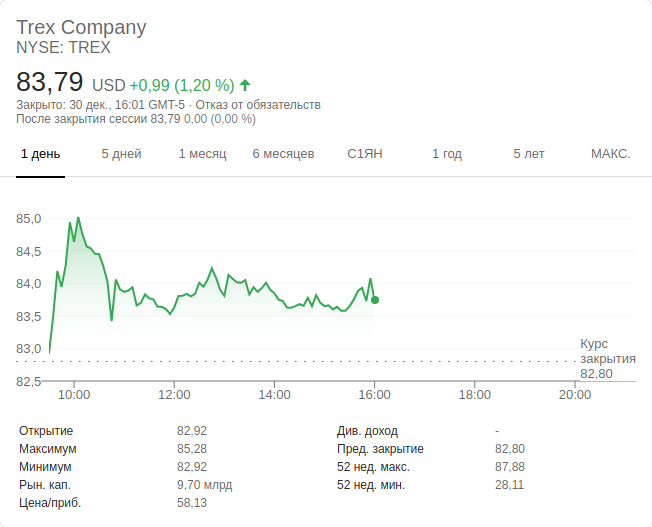 Trex Company
NYSE: TREX
83,79 USD +0,99 (1,20 %)
Закрыто: 30 дек., 16:01 GMT-5 · Отказ от обязательств
После закрытия сессии 83,79 0,00 (0,00 %)
1 день 5 дней 1 месяц 6 месяцев С1ЯН 1 год 5 лет МАКС.
85,0
84,5
84,0
83,5
83,0
82,5
Курс
закрытия
82,80
10:00 12:00 14:00 16:00 18:00 20:00
Открытие 82,92 Див. доход -
Максимум 85,28 Пред. закрытие 82,80
Минимум 82,92 52 нед. макс. 87,88
Рын. кап. 9,70 млрд 52 нед. мин. 28,11
Цена/приб. 58,13